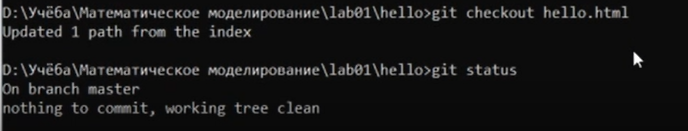 D:\Учёба\Математическое моделирование\lab01\hello>git checkout hello.html
Updated 1 path from the index
D:\Учёба\Математическое моделирование\lab01\hello>git status
On branch master
nothing to commit, working tree clean